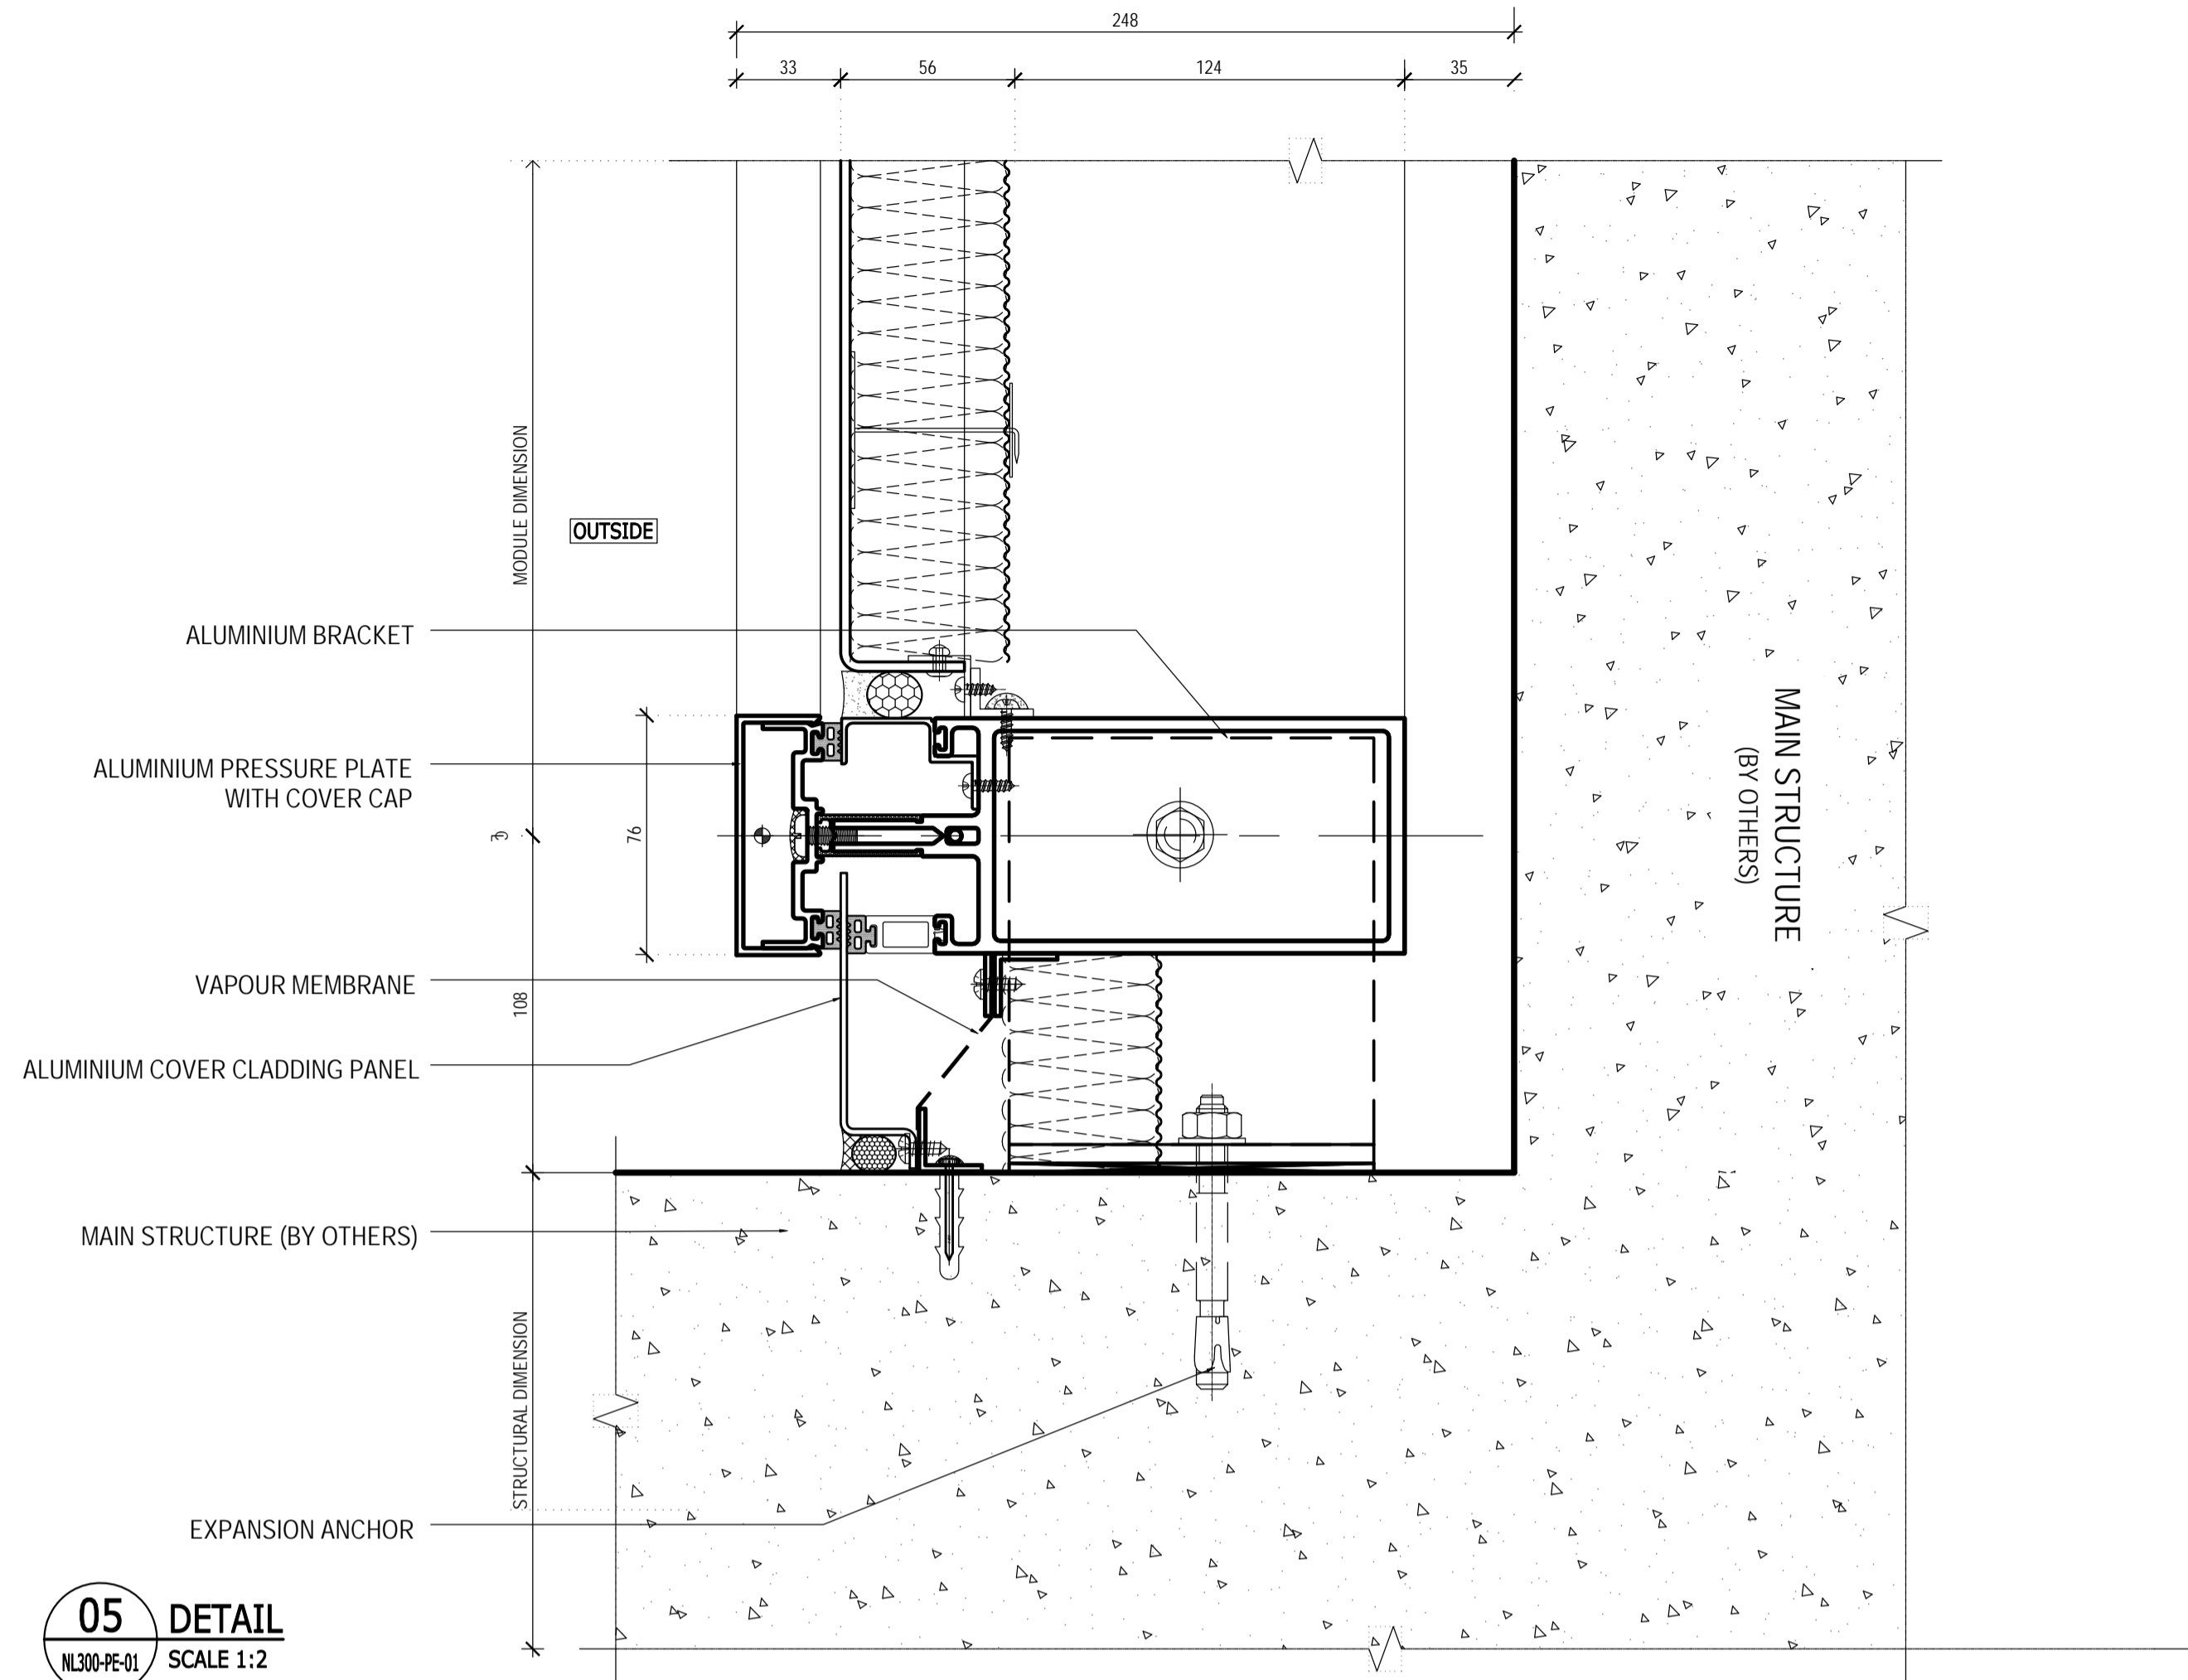 248
33
56
124
35
MODULE DIMENSION
OUTSIDE
ALUMINIUM BRACKET
MAIN STRUCTURE
(BY OTHERS)
ALUMINIUM PRESSURE PLATE
WITH COVER CAP
76
VAPOUR MEMBRANE
108
ALUMINIUM COVER CLADDING PANEL
MAIN STRUCTURE (BY OTHERS)
STRUCTURAL DIMENSION
EXPANSION ANCHOR
05
NL300-PE-01
DETAIL
SCALE 1:2